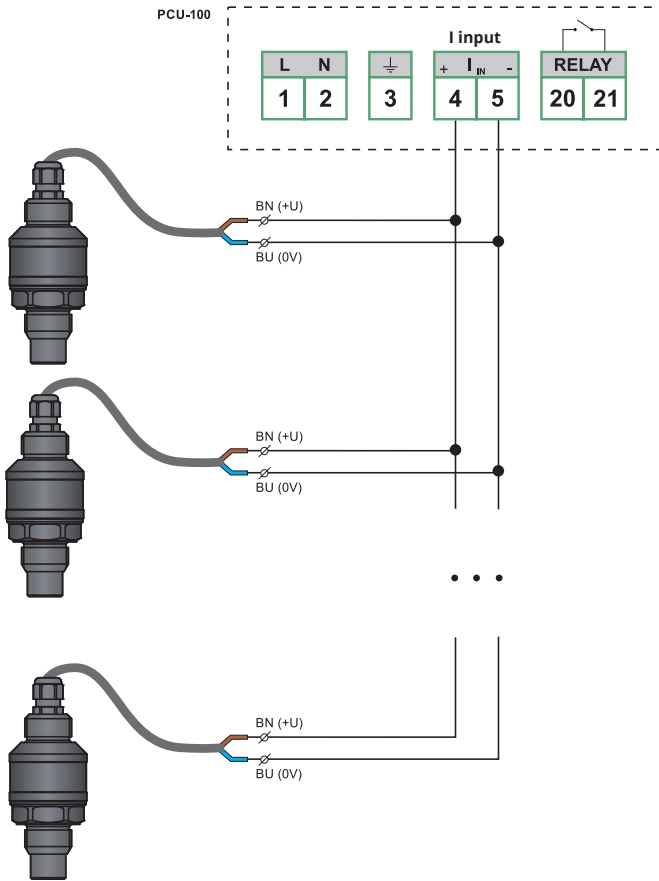 PCU-100
I input
L N
+ I IN -
RELAY
1 2 3 4 5 20 21
BN (+U)
BU (0V)
BN (+U)
BU (0V)
BN (+U)
BU (0V)